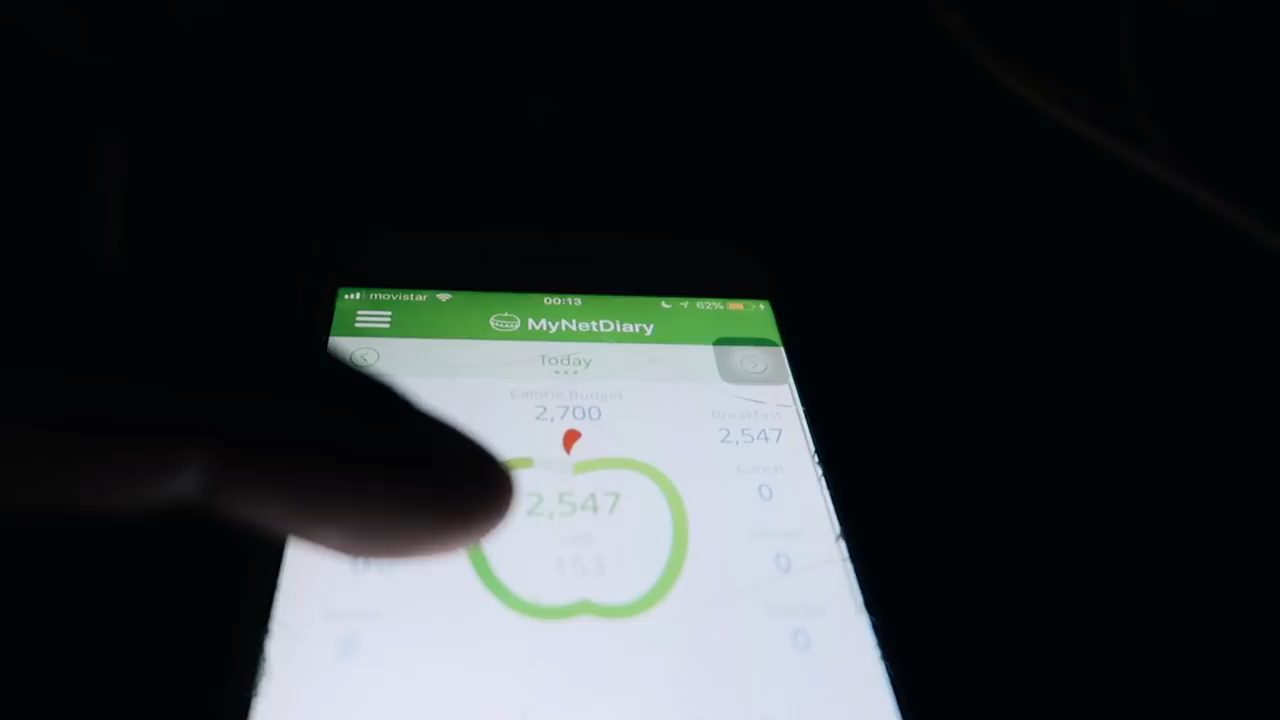 movistar 00:13 62%
MyNetDiary
Today
Calorie Budget
2,700
Breakfast
2,547
Lunch
0
2,547
153
0
0